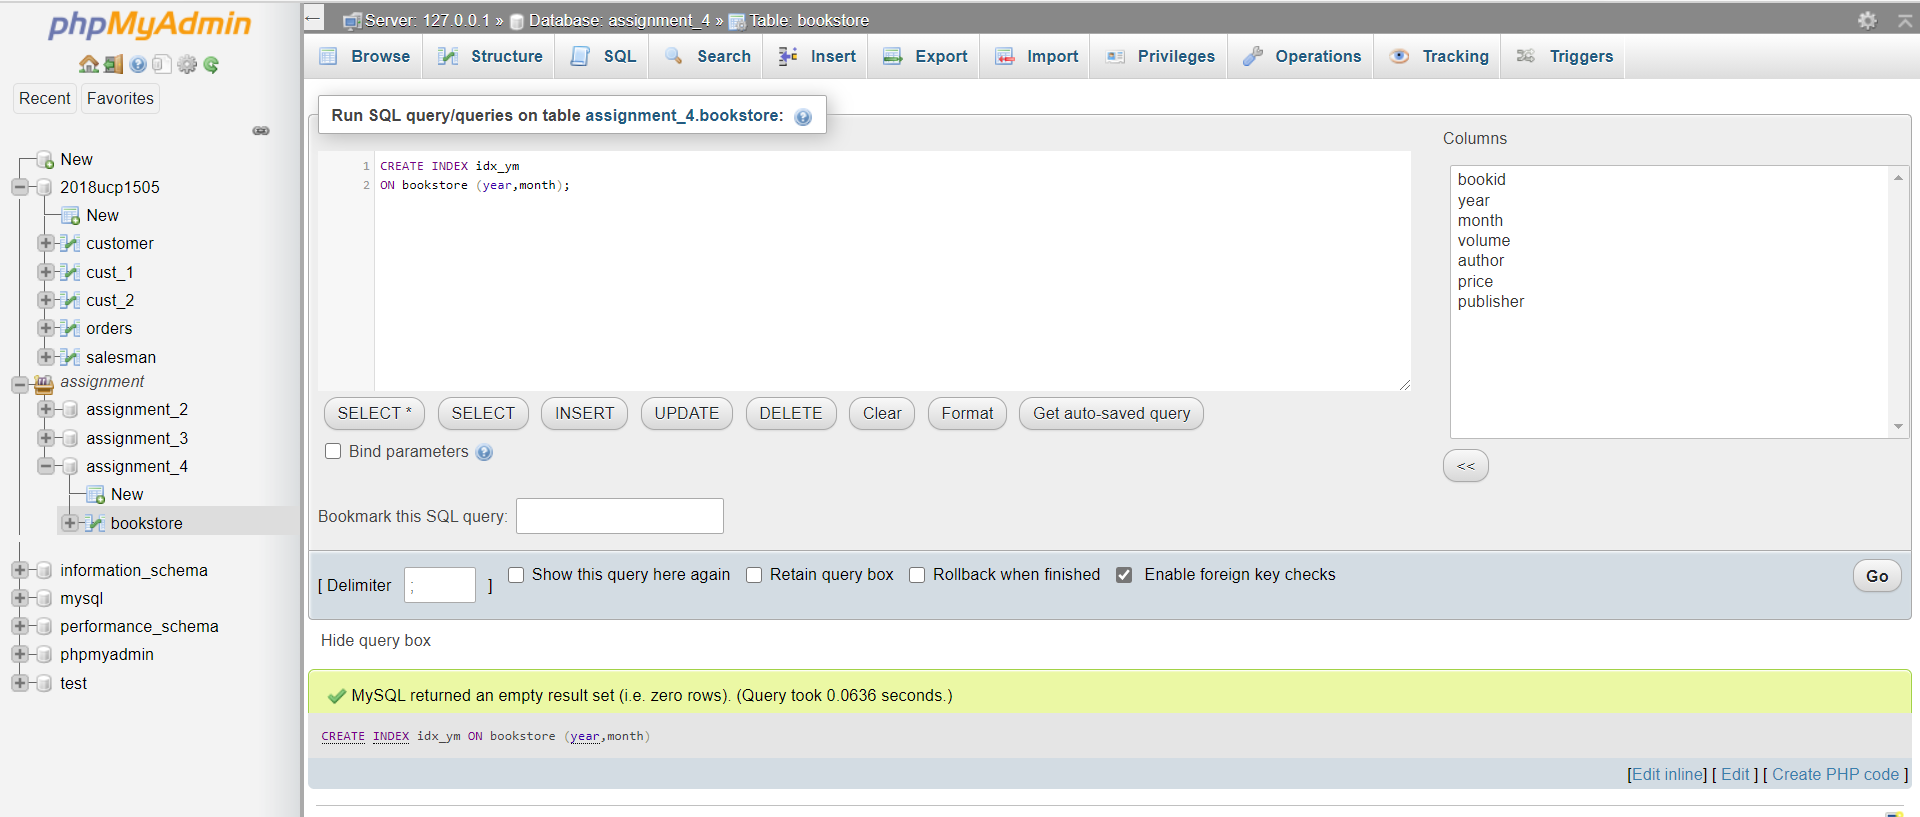 phpMyAdmin
Recent Favorites
New
2018ucp1505
New
customer
cust_1
cust_2
orders
salesman
assignment
assignment_2
assignment_3
assignment_4
New
bookstore
information_schema
mysql
performance_schema
phpmyadmin
test
Server: 127.0.0.1 » Database: assignment_4 » Table: bookstore
Browse Structure SQL Search Insert Export Import Privileges Operations Tracking Triggers
Run SQL query/queries on table assignment_4.bookstore:
1 CREATE INDEX idx_ym
2 ON bookstore (year,month);
Columns
bookid
year
month
volume
author
price
publisher
<<
SELECT * SELECT INSERT UPDATE DELETE Clear Format Get auto-saved query
Bind parameters
Bookmark this SQL query:
[ Delimiter ; ] Show this query here again Retain query box Rollback when finished Enable foreign key checks Go
Hide query box
MySQL returned an empty result set (i.e. zero rows). (Query took 0.0636 seconds.)
CREATE INDEX idx_ym ON bookstore (year,month)
[Edit inline] [ Edit ] [ Create PHP code ]